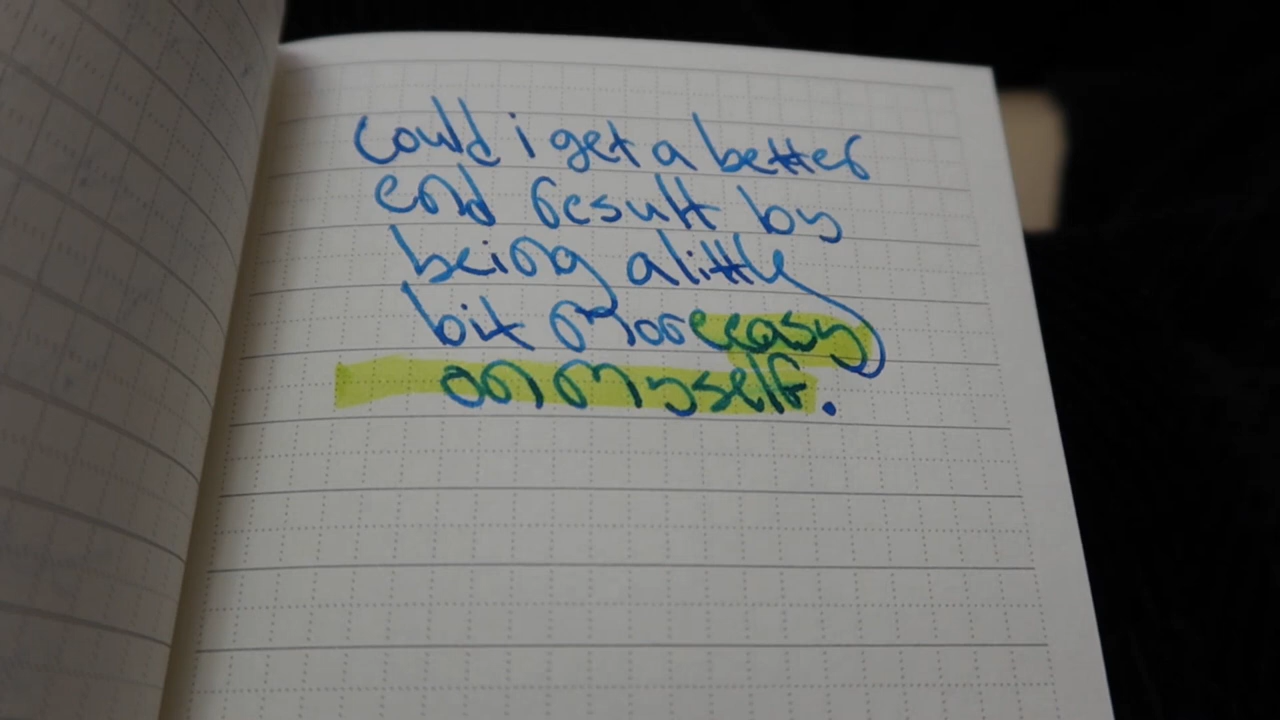 could i get a better
end result by
being a little
bit more easy
on myself.